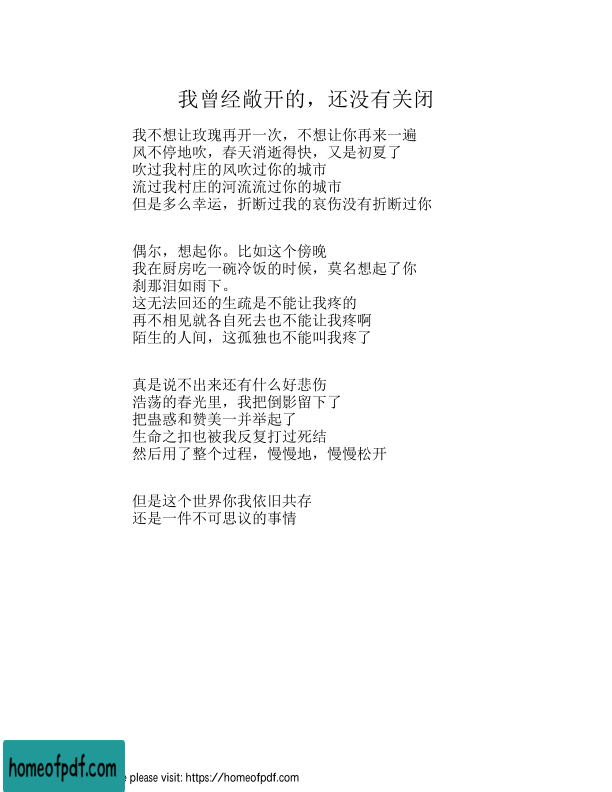 我曾经敞开的，还没有关闭
我不想让玫瑰再开一次，不想让你再来一遍
风不停地吹，春天消逝得快，又是初夏了
吹过我村庄的风吹过你的城市
流过我村庄的河流流过你的城市
但是多么幸运，折断过我的哀伤没有折断过你
偶尔，想起你。比如这个傍晚
我在厨房吃一碗冷饭的时候，莫名想起了你
刹那泪如雨下。
这无法回还的生疏是不能让我疼的
再不相见就各自死去也不能让我疼啊
陌生的人间，这孤独也不能叫我疼了
真是说不出来还有什么好悲伤
浩荡的春光里，我把倒影留下了
把蛊惑和赞美一并举起了
生命之扣也被我反复打过死结
然后用了整个过程，慢慢地，慢慢松开
但是这个世界你我依旧共存
还是一件不可思议的事情
homeofpdf.com
please visit: https://homeofpdf.com